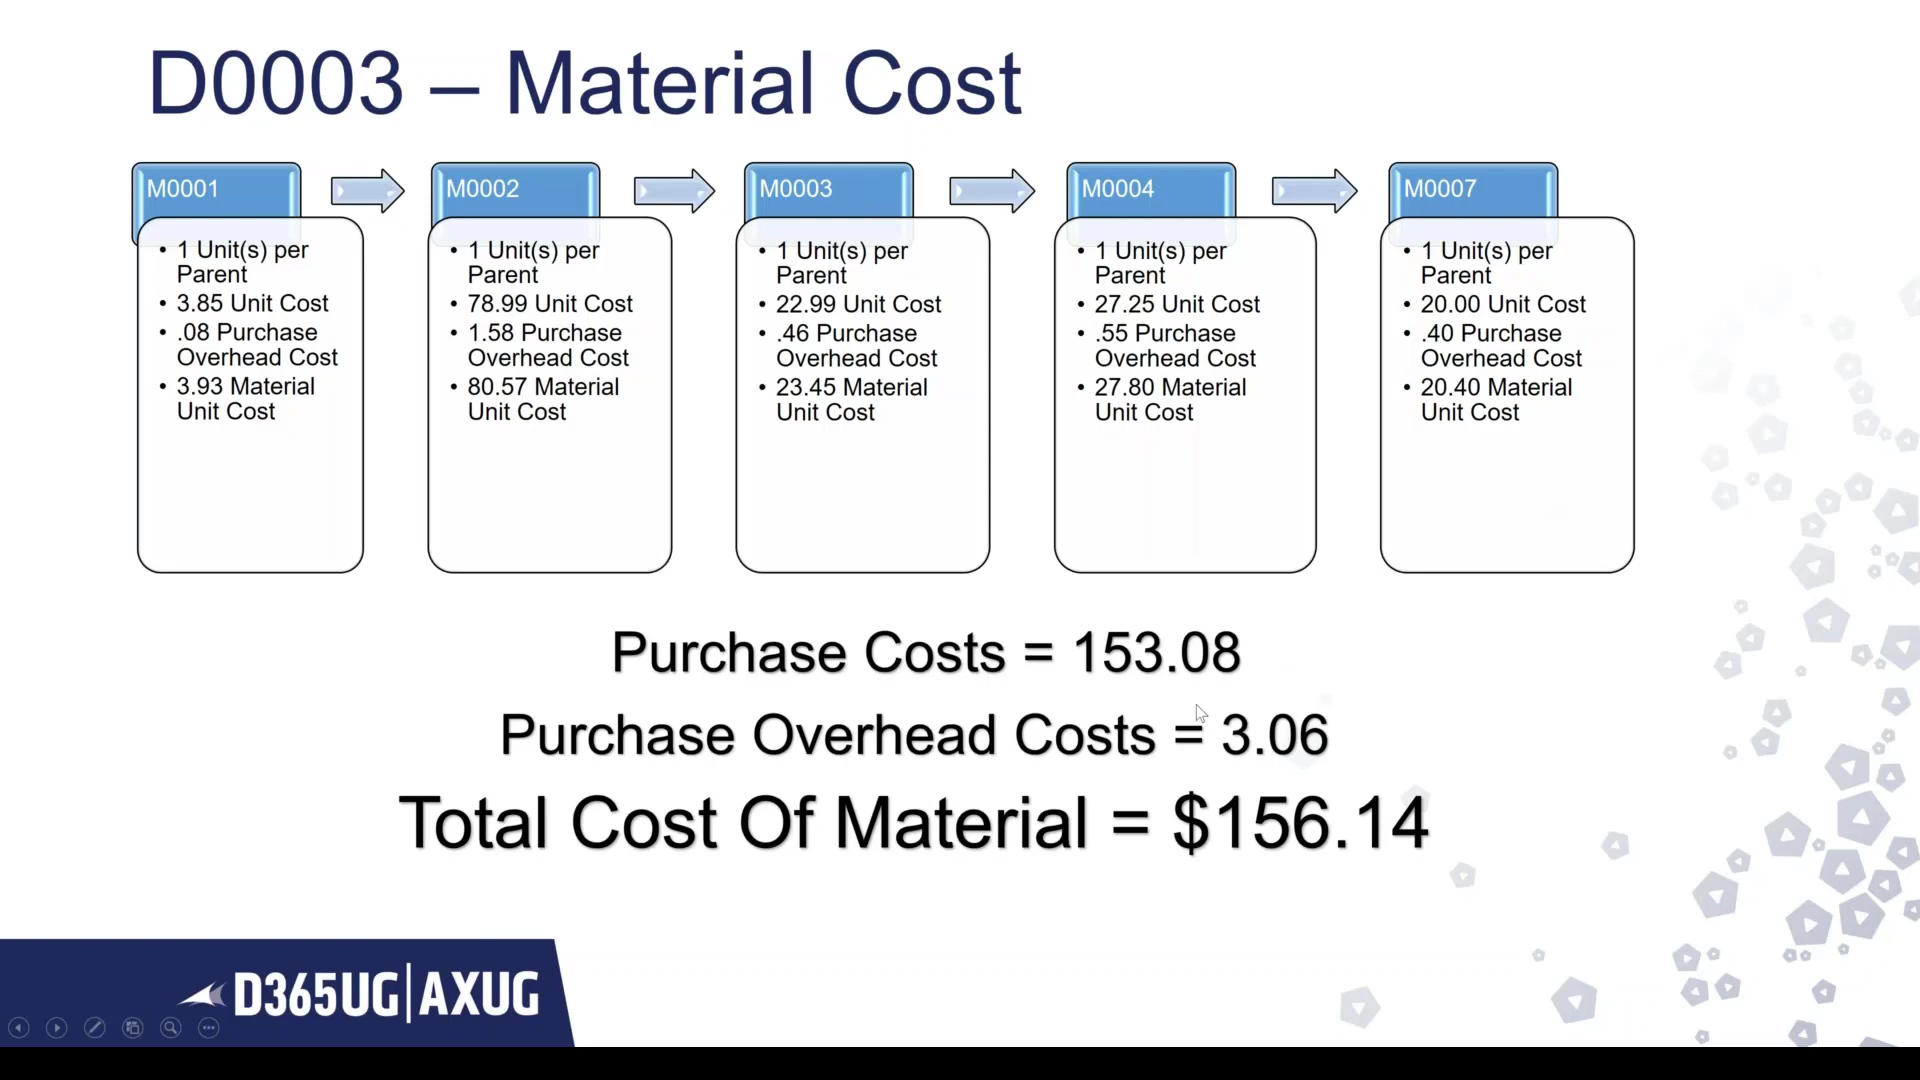 D0003 – Material Cost
M0001
• 1 Unit(s) per
Parent
• 3.85 Unit Cost
• .08 Purchase
Overhead Cost
• 3.93 Material
Unit Cost
M0002
• 1 Unit(s) per
Parent
• 78.99 Unit Cost
• 1.58 Purchase
Overhead Cost
• 80.57 Material
Unit Cost
M0003
• 1 Unit(s) per
Parent
• 22.99 Unit Cost
• .46 Purchase
Overhead Cost
• 23.45 Material
Unit Cost
M0004
• 1 Unit(s) per
Parent
• 27.25 Unit Cost
• .55 Purchase
Overhead Cost
• 27.80 Material
Unit Cost
M0007
• 1 Unit(s) per
Parent
• 20.00 Unit Cost
• .40 Purchase
Overhead Cost
• 20.40 Material
Unit Cost
Purchase Costs = 153.08
Purchase Overhead Costs = 3.06
Total Cost Of Material = $156.14
D365UG|AXUG